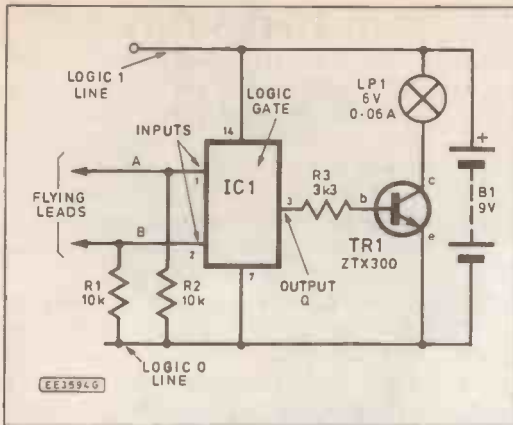 LOGIC 1
LINE
LOGIC
GATE
LP1
6V
0·06A
INPUTS
14
IC1
A
1
FLYING
LEADS
B
2
R3
3k3
3
b
c
e
TR1
ZTX300
+
B1
9V
R1
10k
R2
10k
7
OUTPUT
Q
LOGIC 0
LINE
EE3594G